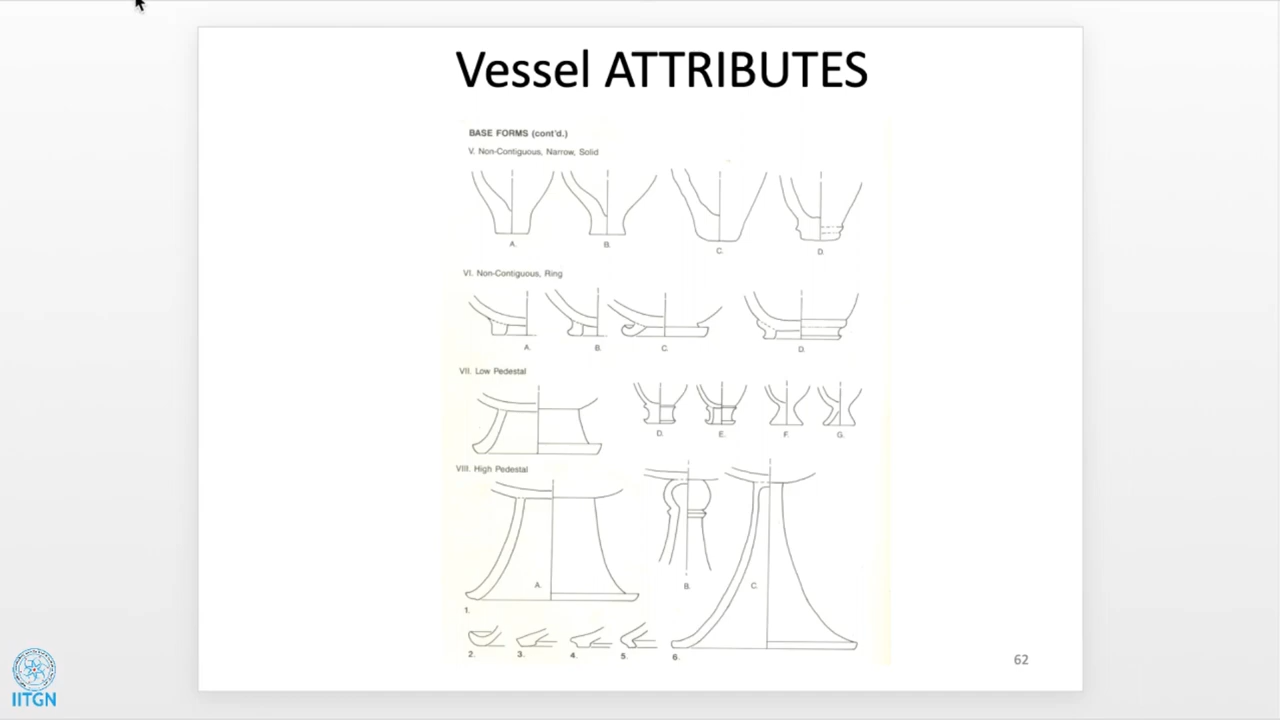 Vessel ATTRIBUTES
BASE FORMS (cont'd.)
V. Non-Contiguous, Narrow, Solid
A. B. C. D.
VI. Non-Contiguous, Ring
A. B. C. D.
VII. Low Pedestal
D. E. F. G.
VIII. High Pedestal
A. B. C.
1.
2. 3. 4. 5. 6.
62
IITGN